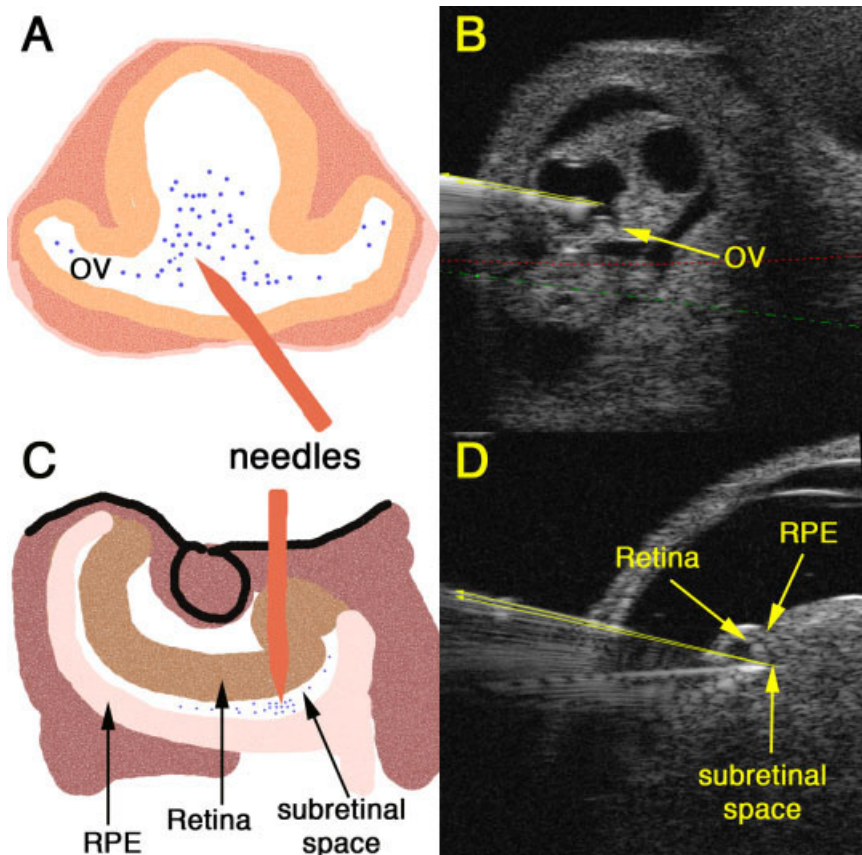 A
OV
B
OV
C
needles
RPE
Retina
subretinal
space
D
Retina
RPE
subretinal
space